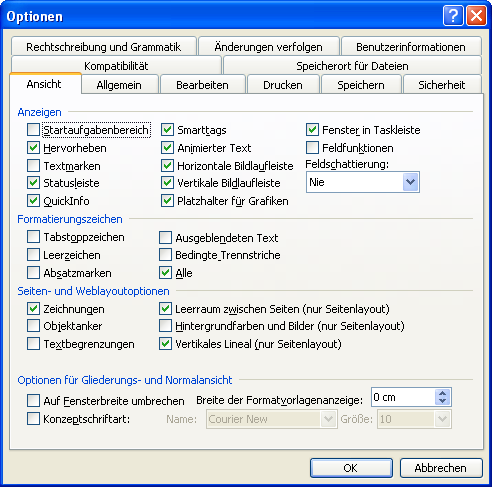 Optionen
Rechtschreibung und Grammatik Änderungen verfolgen Benutzerinformationen
Kompatibilität Speicherort für Dateien
Ansicht Allgemein Bearbeiten Drucken Speichern Sicherheit
Anzeigen
Startaufgabenbereich Smarttags Fenster in Taskleiste
Hervorheben Animierter Text Feldfunktionen
Textmarken Horizontale Bildlaufleiste Feldschattierung:
Statusleiste Vertikale Bildlaufleiste Nie
QuickInfo Platzhalter für Grafiken
Formatierungszeichen
Tabstoppzeichen Ausgeblendeten Text
Leerzeichen Bedingte Trennstriche
Absatzmarken Alle
Seiten- und Weblayoutoptionen
Zeichnungen Leerraum zwischen Seiten (nur Seitenlayout)
Objektanker Hintergrundfarben und Bilder (nur Seitenlayout)
Textbegrenzungen Vertikales Lineal (nur Seitenlayout)
Optionen für Gliederungs- und Normalansicht
Auf Fensterbreite umbrechen Breite der Formatvorlagenanzeige: 0 cm
Konzeptschriftart: Name: Courier New Größe: 10
OK Abbrechen